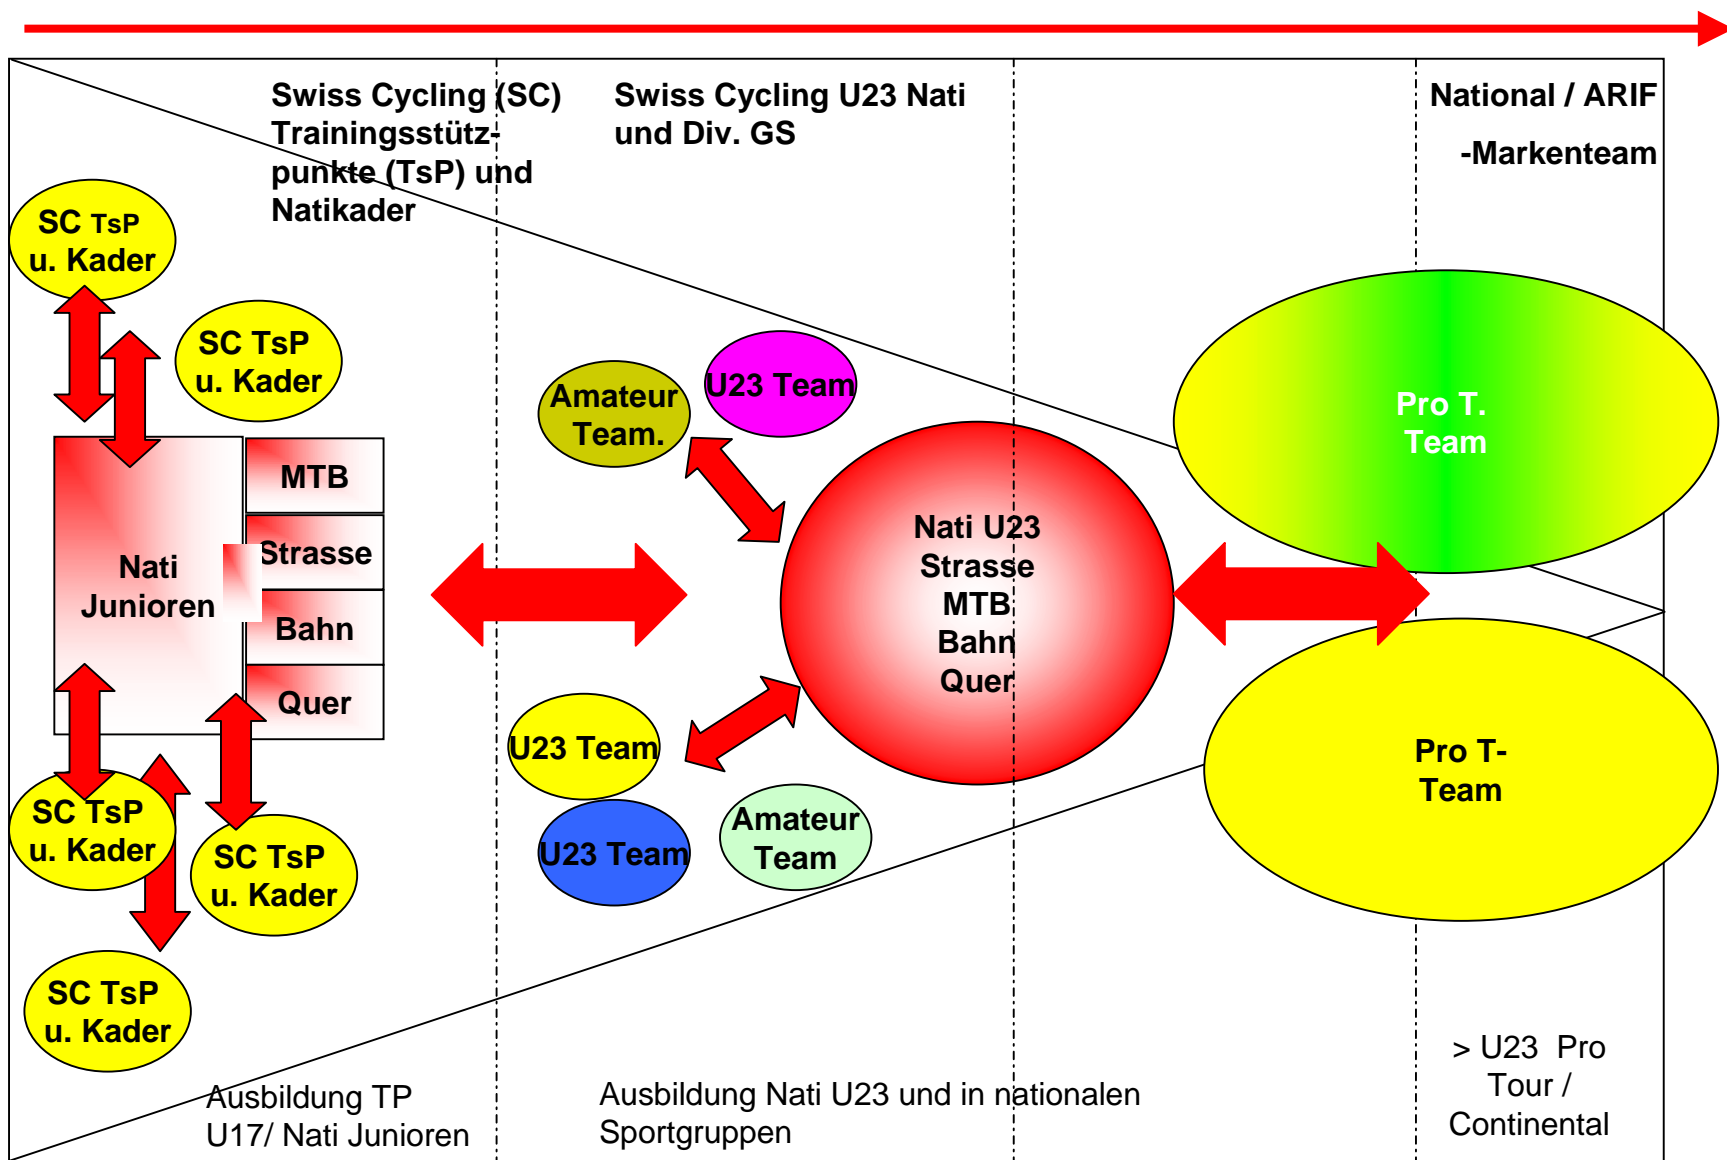 Swiss Cycling (SC)
Trainingsstütz-
punkte (TsP) und
Natikader
Swiss Cycling U23 Nati
und Div. GS
National / ARIF
-Markenteam
SC TsP
u. Kader
SC TsP
u. Kader
Nati
Junioren
MTB
Strasse
Bahn
Quer
SC TsP
u. Kader
SC TsP
u. Kader
SC TsP
u. Kader
Amateur
Team.
U23 Team
Nati U23
Strasse
MTB
Bahn
Quer
U23 Team
U23 Team
Amateur
Team
Pro T.
Team
Pro T-
Team
Ausbildung TP
U17/ Nati Junioren
Ausbildung Nati U23 und in nationalen
Sportgruppen
> U23  Pro
Tour /
Continental